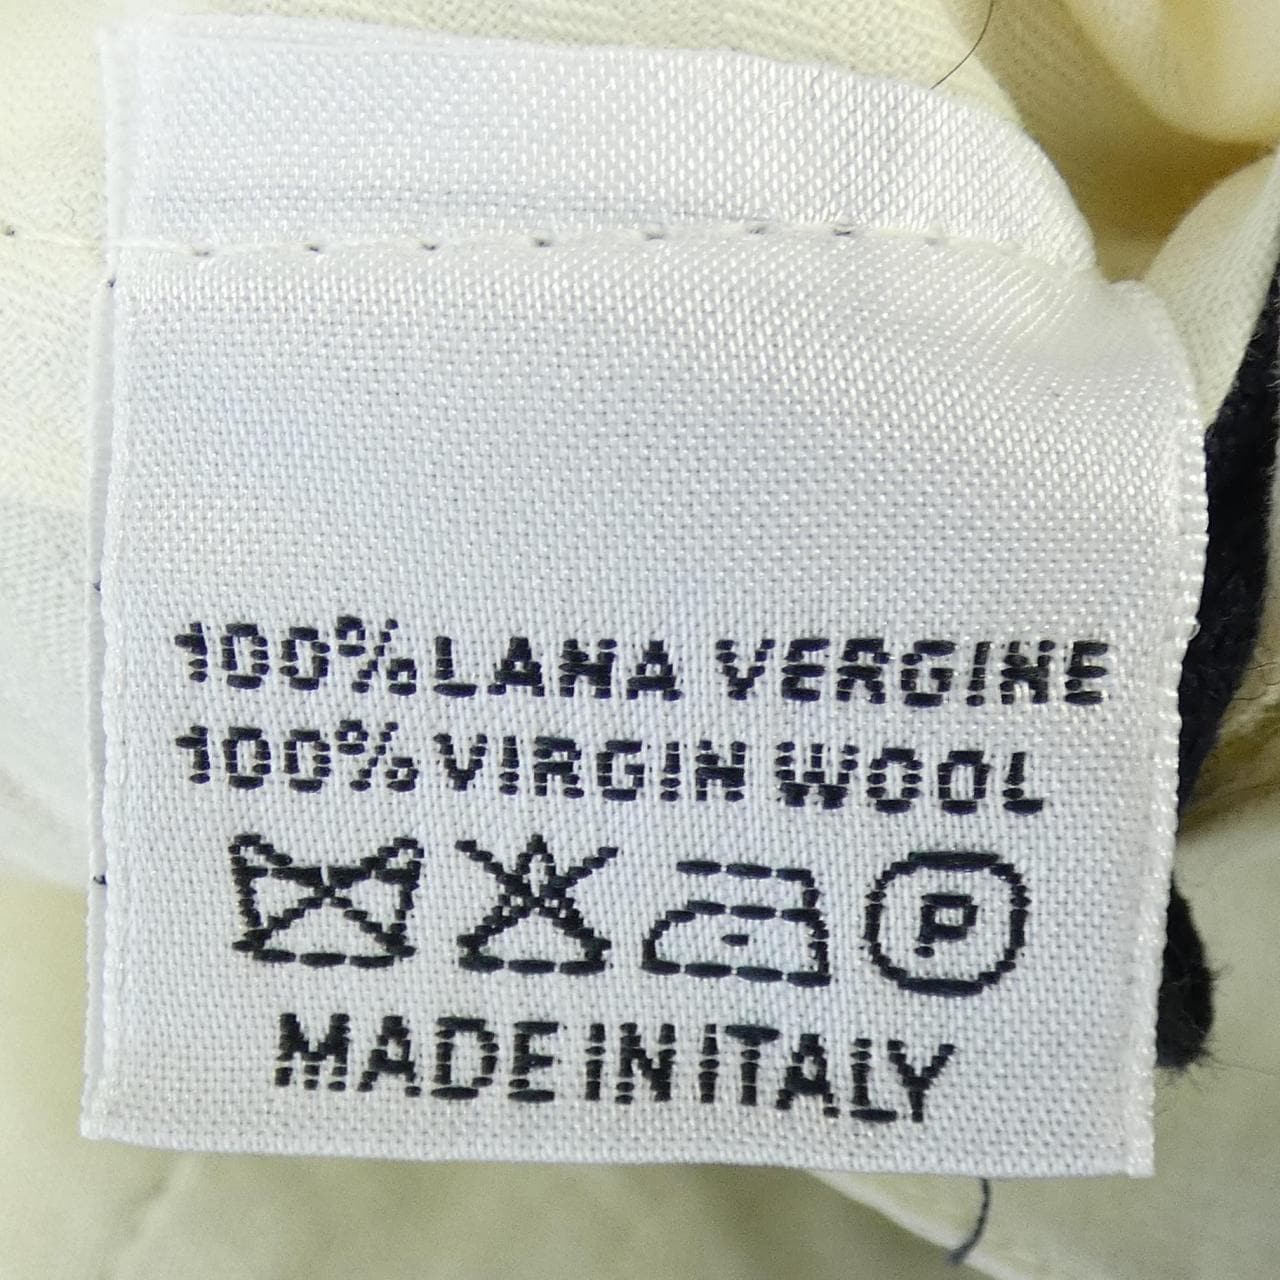 100% LANA VERGINE
100% VIRGIN WOOL
P
MADE IN ITALY